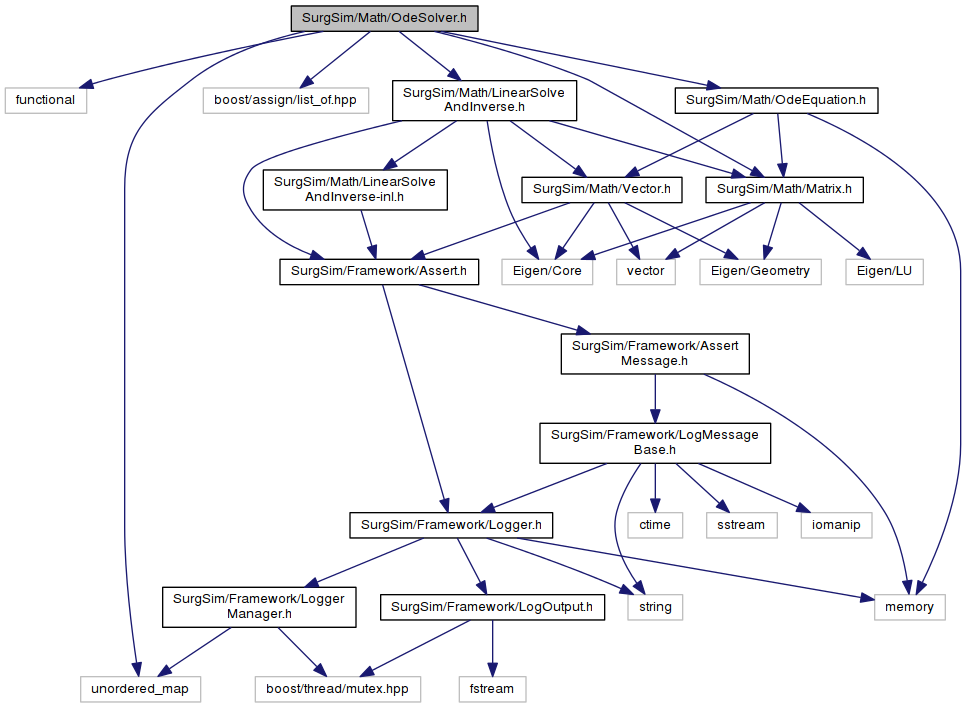 SurgSim/Math/OdeSolver.h
functional
boost/assign/list_of.hpp
SurgSim/Math/LinearSolve
AndInverse.h
SurgSim/Math/OdeEquation.h
SurgSim/Math/LinearSolve
AndInverse-inl.h
SurgSim/Math/Vector.h
SurgSim/Math/Matrix.h
SurgSim/Framework/Assert.h
Eigen/Core
vector
Eigen/Geometry
Eigen/LU
SurgSim/Framework/Assert
Message.h
SurgSim/Framework/LogMessage
Base.h
SurgSim/Framework/Logger.h
ctime
sstream
iomanip
SurgSim/Framework/Logger
Manager.h
SurgSim/Framework/LogOutput.h
string
memory
unordered_map
boost/thread/mutex.hpp
fstream